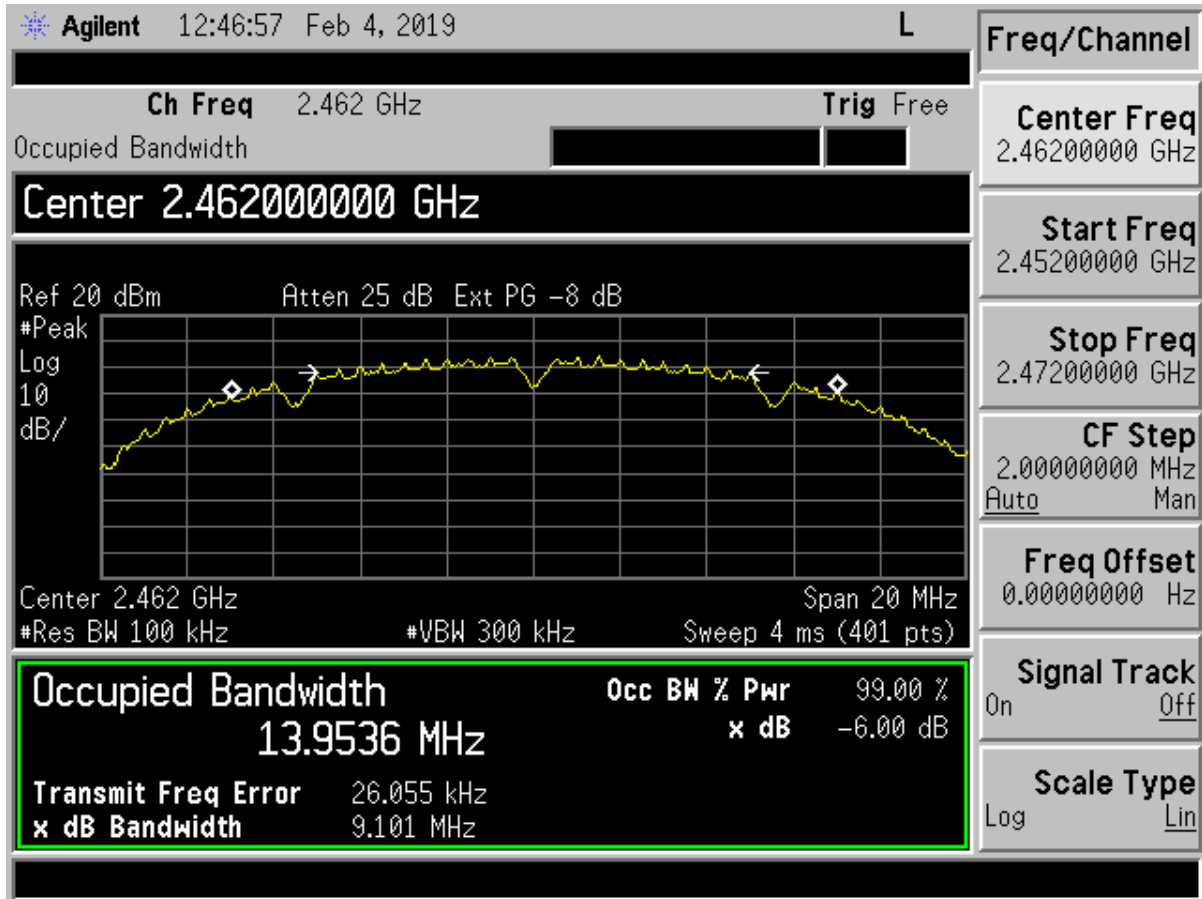 Agilent 12:46:57 Feb 4, 2019 L
Ch Freq 2.462 GHz Trig Free
Occupied Bandwidth
Center 2.462000000 GHz
Ref 20 dBm Atten 25 dB Ext PG -8 dB
#Peak
Log
10
dB/
Center 2.462 GHz Span 20 MHz
#Res BW 100 kHz #VBW 300 kHz Sweep 4 ms (401 pts)
Occupied Bandwidth Occ BW % Pwr 99.00 %
13.9536 MHz x dB -6.00 dB
Transmit Freq Error 26.055 kHz
x dB Bandwidth 9.101 MHz
Freq/Channel
Center Freq
2.46200000 GHz
Start Freq
2.45200000 GHz
Stop Freq
2.47200000 GHz
CF Step
2.00000000 MHz
Auto Man
Freq Offset
0.00000000 Hz
Signal Track
On Off
Scale Type
Log Lin